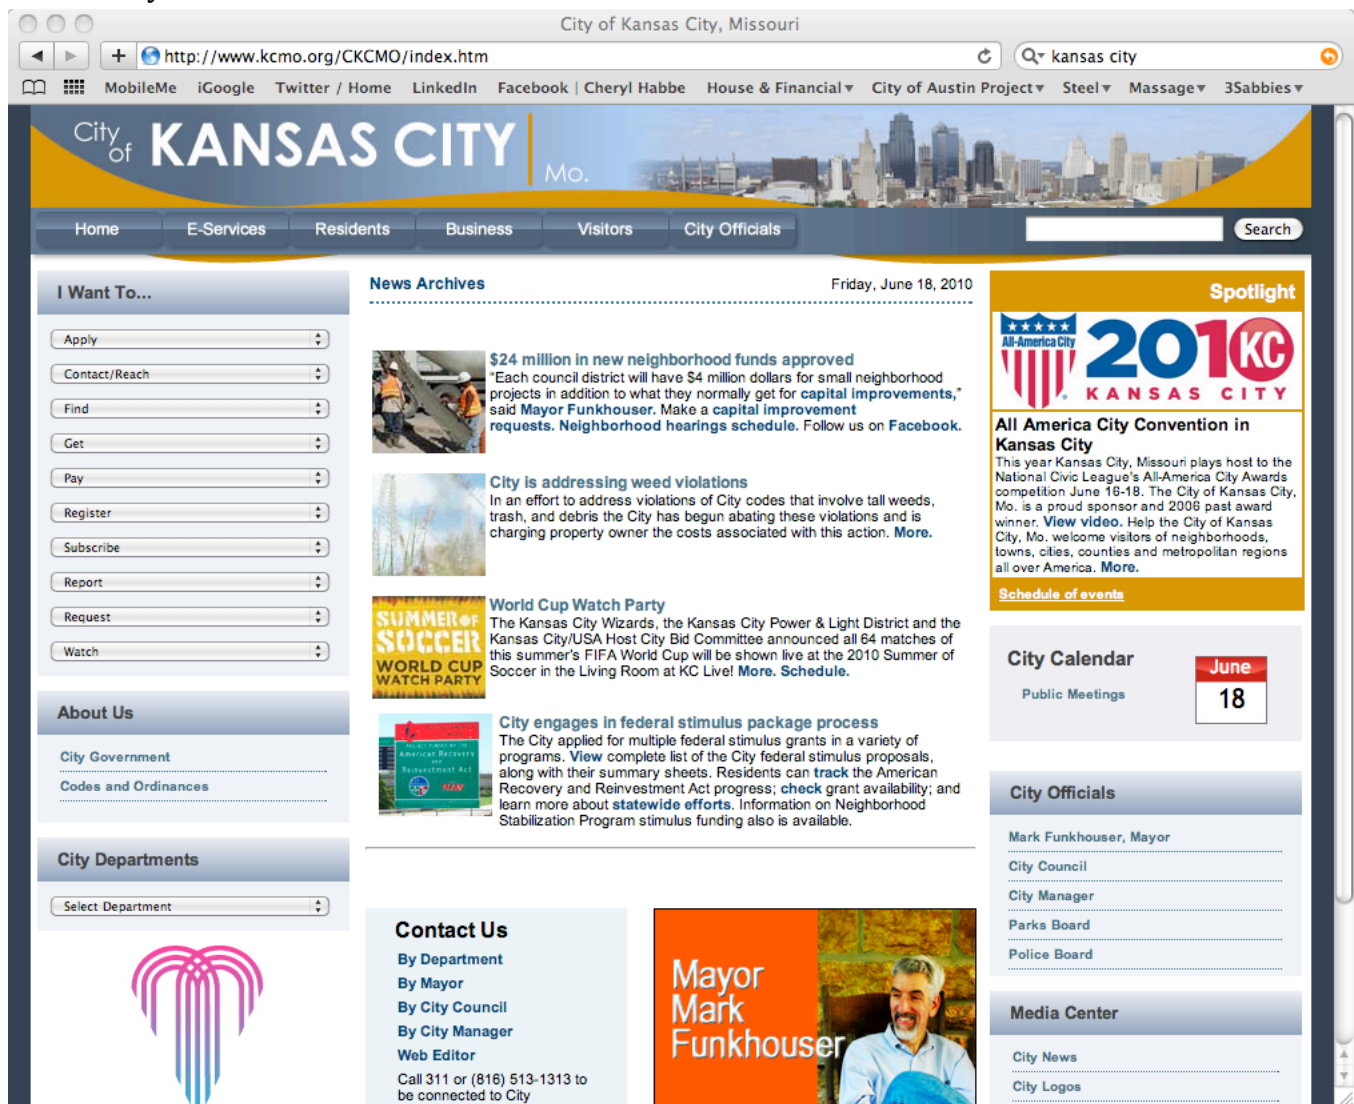 City of Kansas City, Missouri
http://www.kcmo.org/CKCMO/index.htm
kansas city
MobileMe iGoogle Twitter / Home LinkedIn Facebook | Cheryl Habbe House & Financial City of Austin Project Steel Massage 3Sabbies
City of KANSAS CITY Mo.
Home E-Services Residents Business Visitors City Officials Search
I Want To...
Apply
Contact/Reach
Find
Get
Pay
Register
Subscribe
Report
Request
Watch
About Us
City Government
Codes and Ordinances
City Departments
Select Department
News Archives Friday, June 18, 2010
$24 million in new neighborhood funds approved
"Each council district will have $4 million dollars for small neighborhood
projects in addition to what they normally get for capital improvements,"
said Mayor Funkhouser. Make a capital improvement
requests. Neighborhood hearings schedule. Follow us on Facebook.
City is addressing weed violations
In an effort to address violations of City codes that involve tall weeds,
trash, and debris the City has begun abating these violations and is
charging property owner the costs associated with this action. More.
SUMMER OF
SOCCER
WORLD CUP
WATCH PARTY
World Cup Watch Party
The Kansas City Wizards, the Kansas City Power & Light District and the
Kansas City/USA Host City Bid Committee announced all 64 matches of
this summer's FIFA World Cup will be shown live at the 2010 Summer of
Soccer in the Living Room at KC Live! More. Schedule.
PROJECT FUNDED BY THE
American Recovery
and
Reinvestment Act
City engages in federal stimulus package process
The City applied for multiple federal stimulus grants in a variety of
programs. View complete list of the City federal stimulus proposals,
along with their summary sheets. Residents can track the American
Recovery and Reinvestment Act progress; check grant availability; and
learn more about statewide efforts. Information on Neighborhood
Stabilization Program stimulus funding also is available.
Contact Us
By Department
By Mayor
By City Council
By City Manager
Web Editor
Call 311 or (816) 513-1313 to
be connected to City
Mayor
Mark
Funkhouser
Spotlight
All-America City
2010 KC
KANSAS CITY
All America City Convention in
Kansas City
This year Kansas City, Missouri plays host to the
National Civic League's All-America City Awards
competition June 16-18. The City of Kansas City,
Mo. is a proud sponsor and 2006 past award
winner. View video. Help the City of Kansas
City, Mo. welcome visitors of neighborhoods,
towns, cities, counties and metropolitan regions
all over America. More.
Schedule of events
City Calendar
Public Meetings
June
18
City Officials
Mark Funkhouser, Mayor
City Council
City Manager
Parks Board
Police Board
Media Center
City News
City Logos